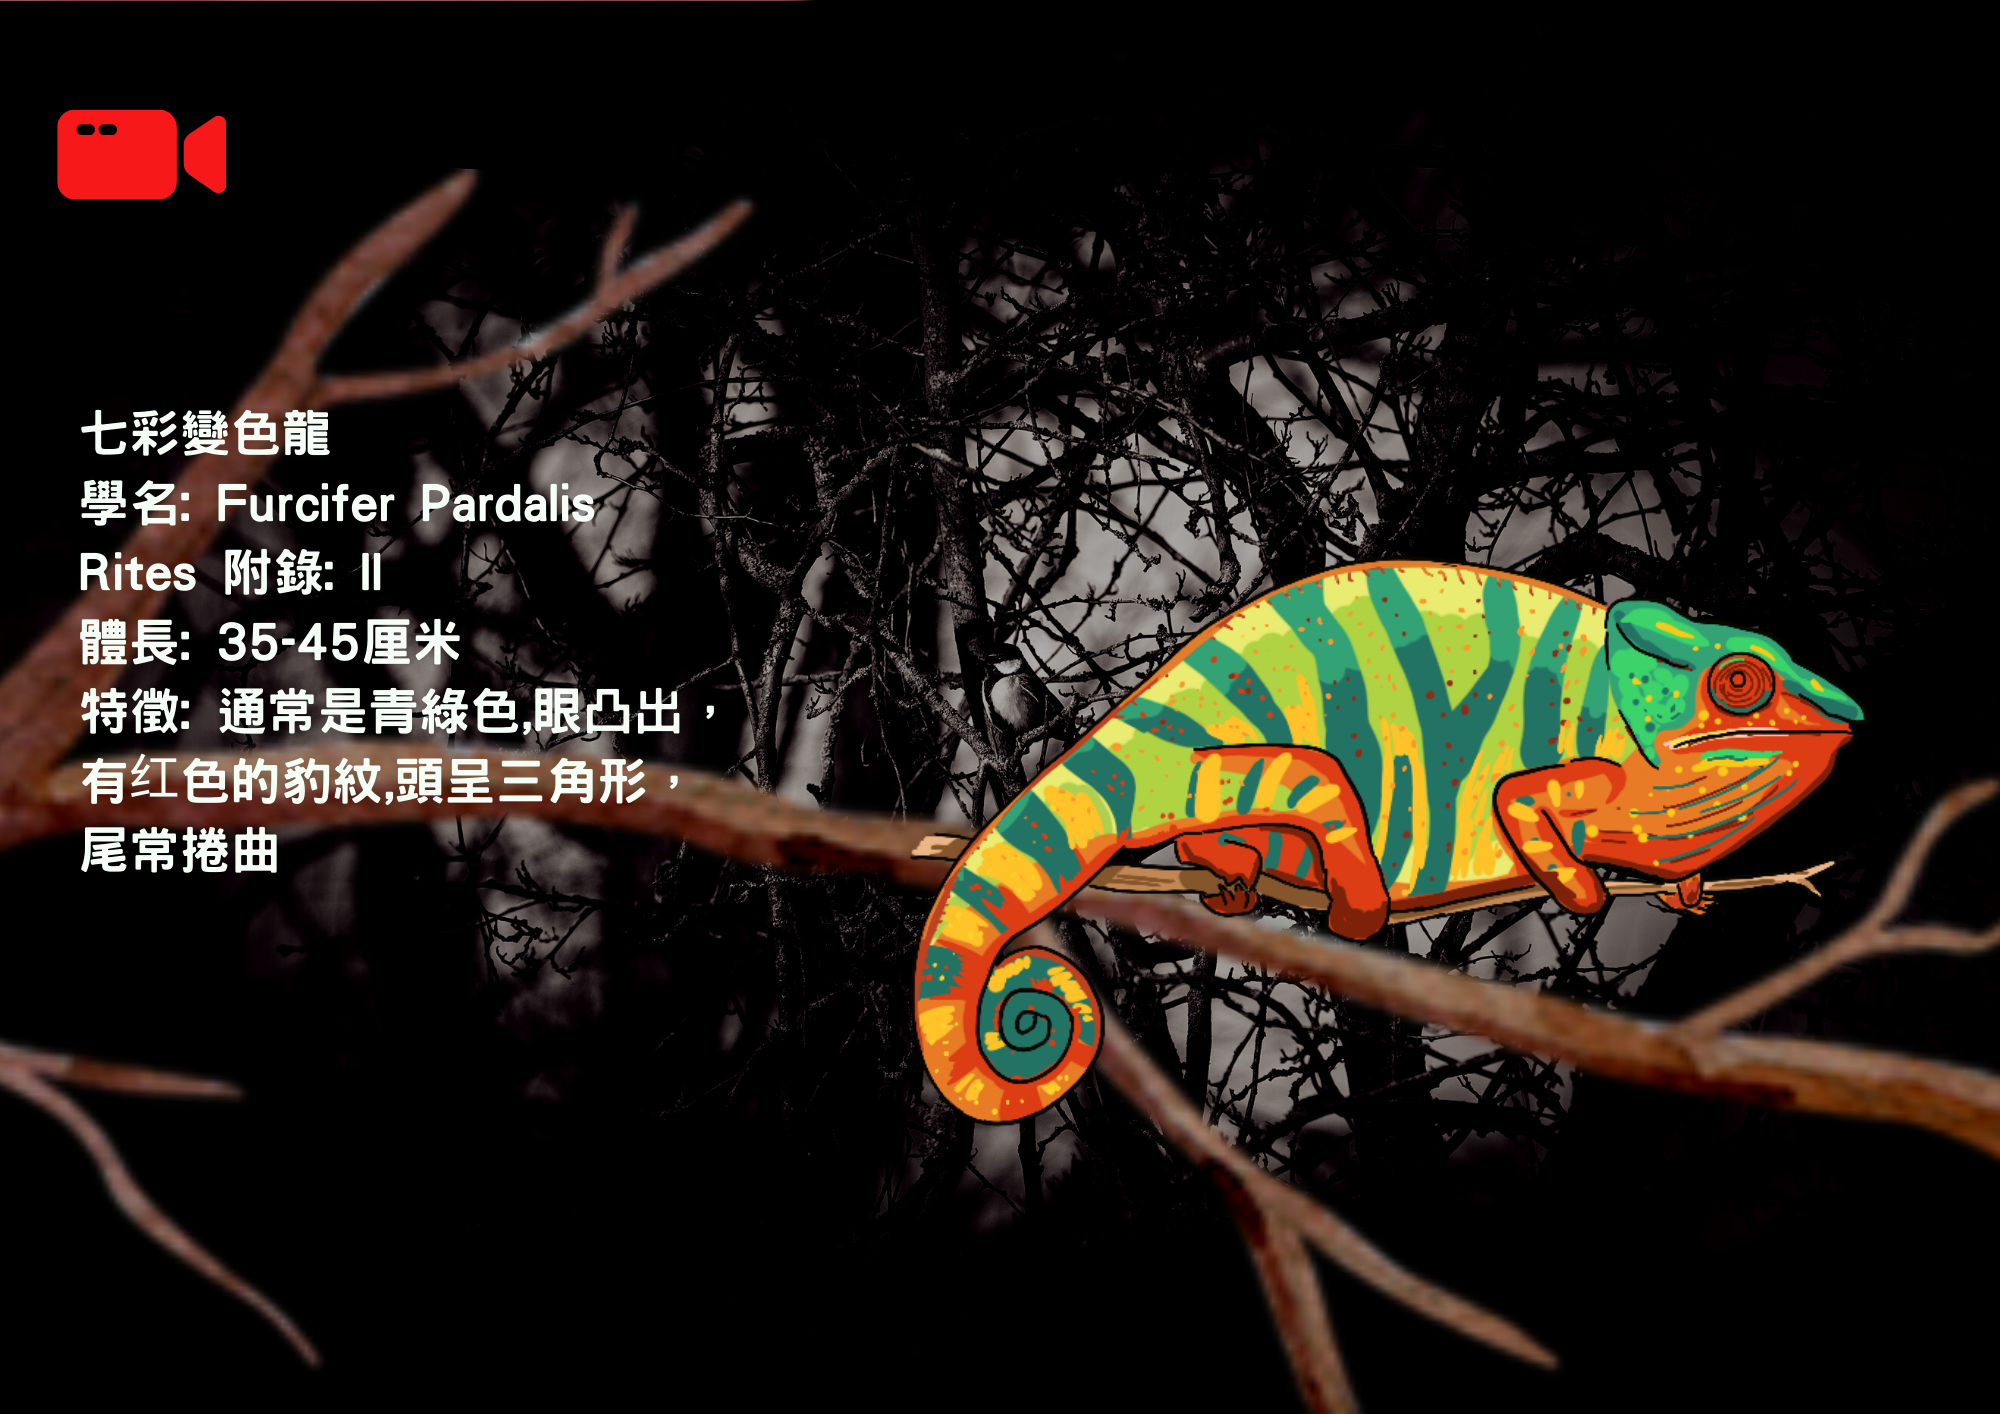 七彩變色龍
學名: Furcifer Pardalis
Rites 附錄: II
體長: 35-45厘米
特徵: 通常是青綠色,眼凸出，
有红色的豹紋,頭呈三角形，
尾常捲曲